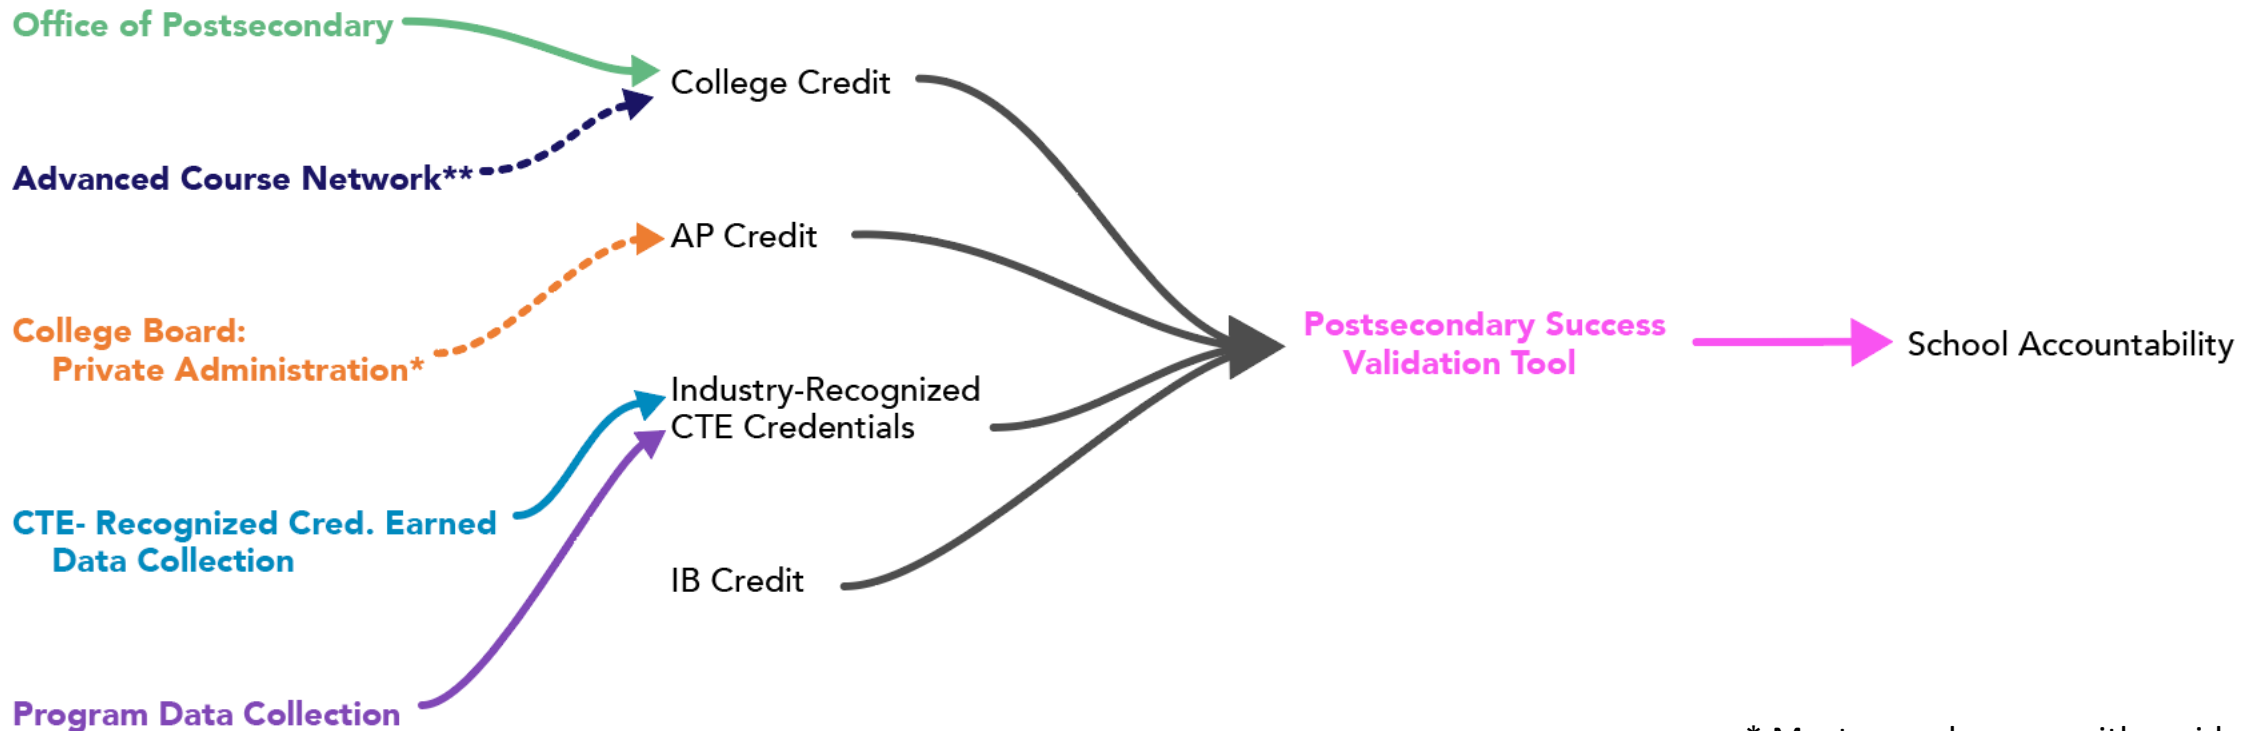 Office of Postsecondary
College Credit
Advanced Course Network**
AP Credit
College Board:
Private Administration*
Industry-Recognized
CTE Credentials
Postsecondary Success
Validation Tool
School Accountability
CTE- Recognized Cred. Earned
Data Collection
IB Credit
Program Data Collection
*